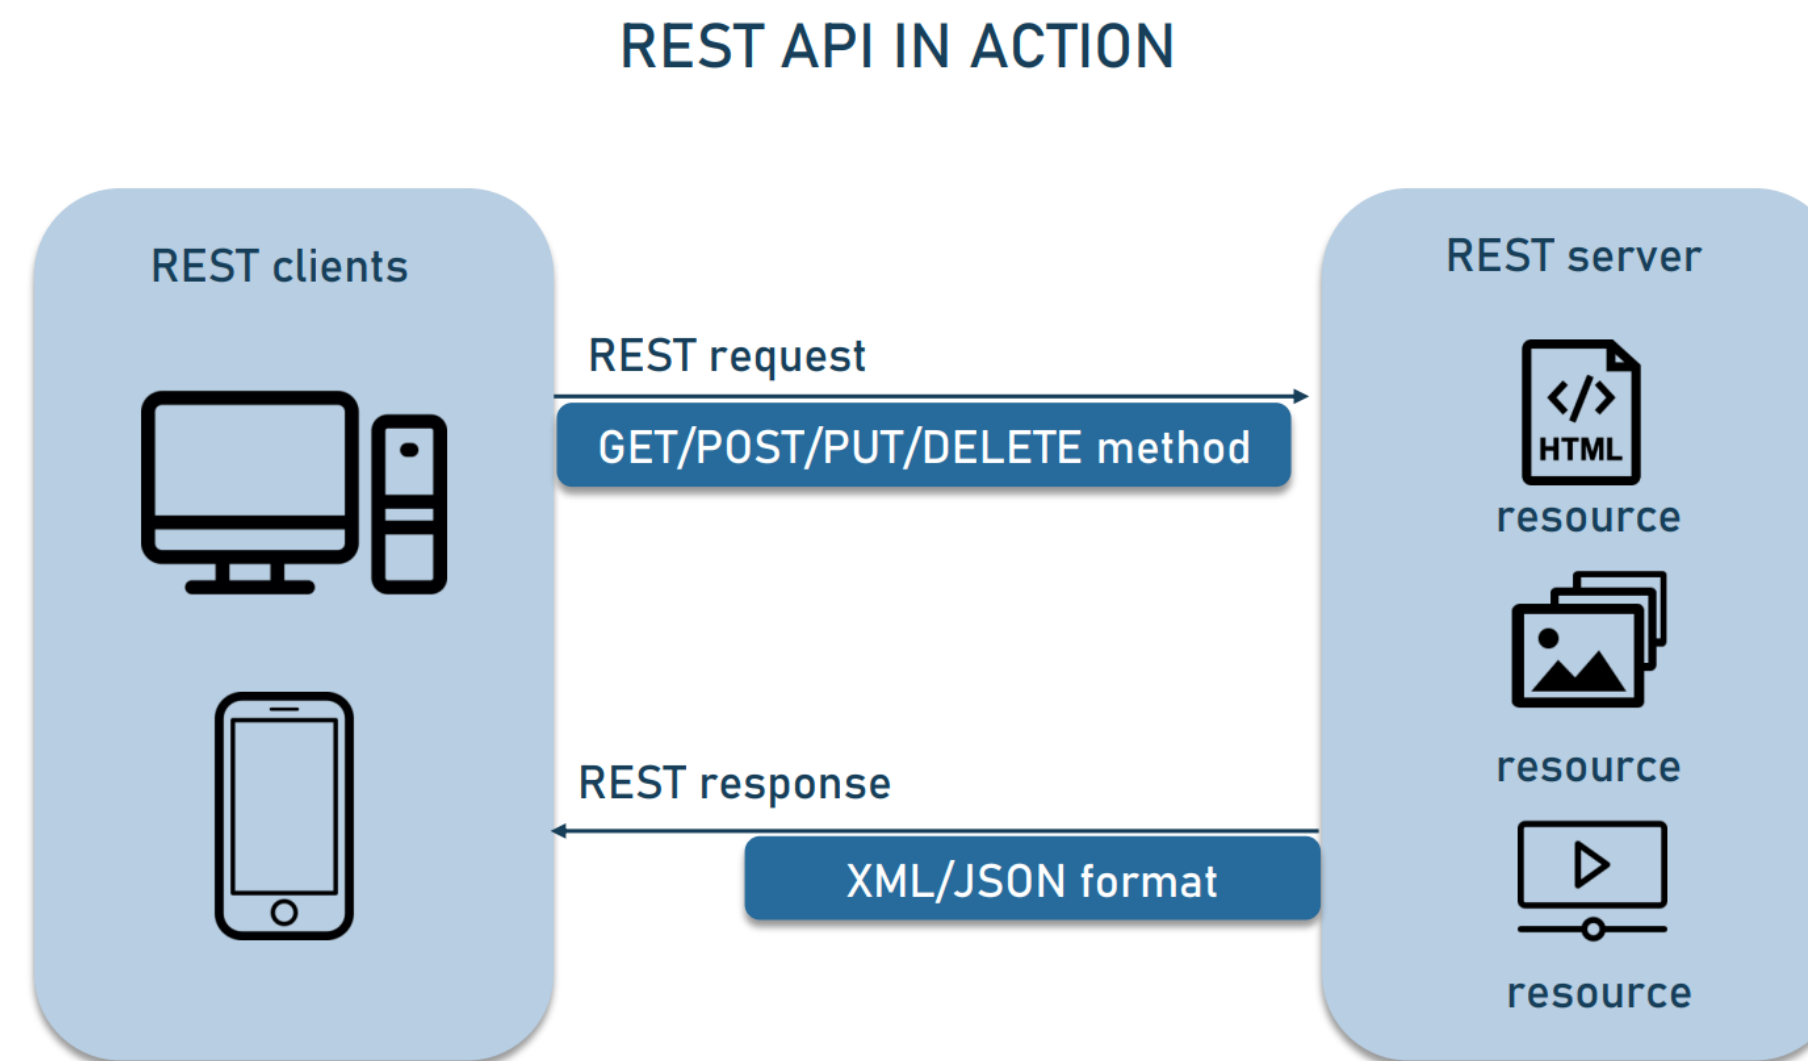 REST API IN ACTION
REST clients
REST request
GET/POST/PUT/DELETE method
REST response
XML/JSON format
REST server
HTML
resource
resource
resource